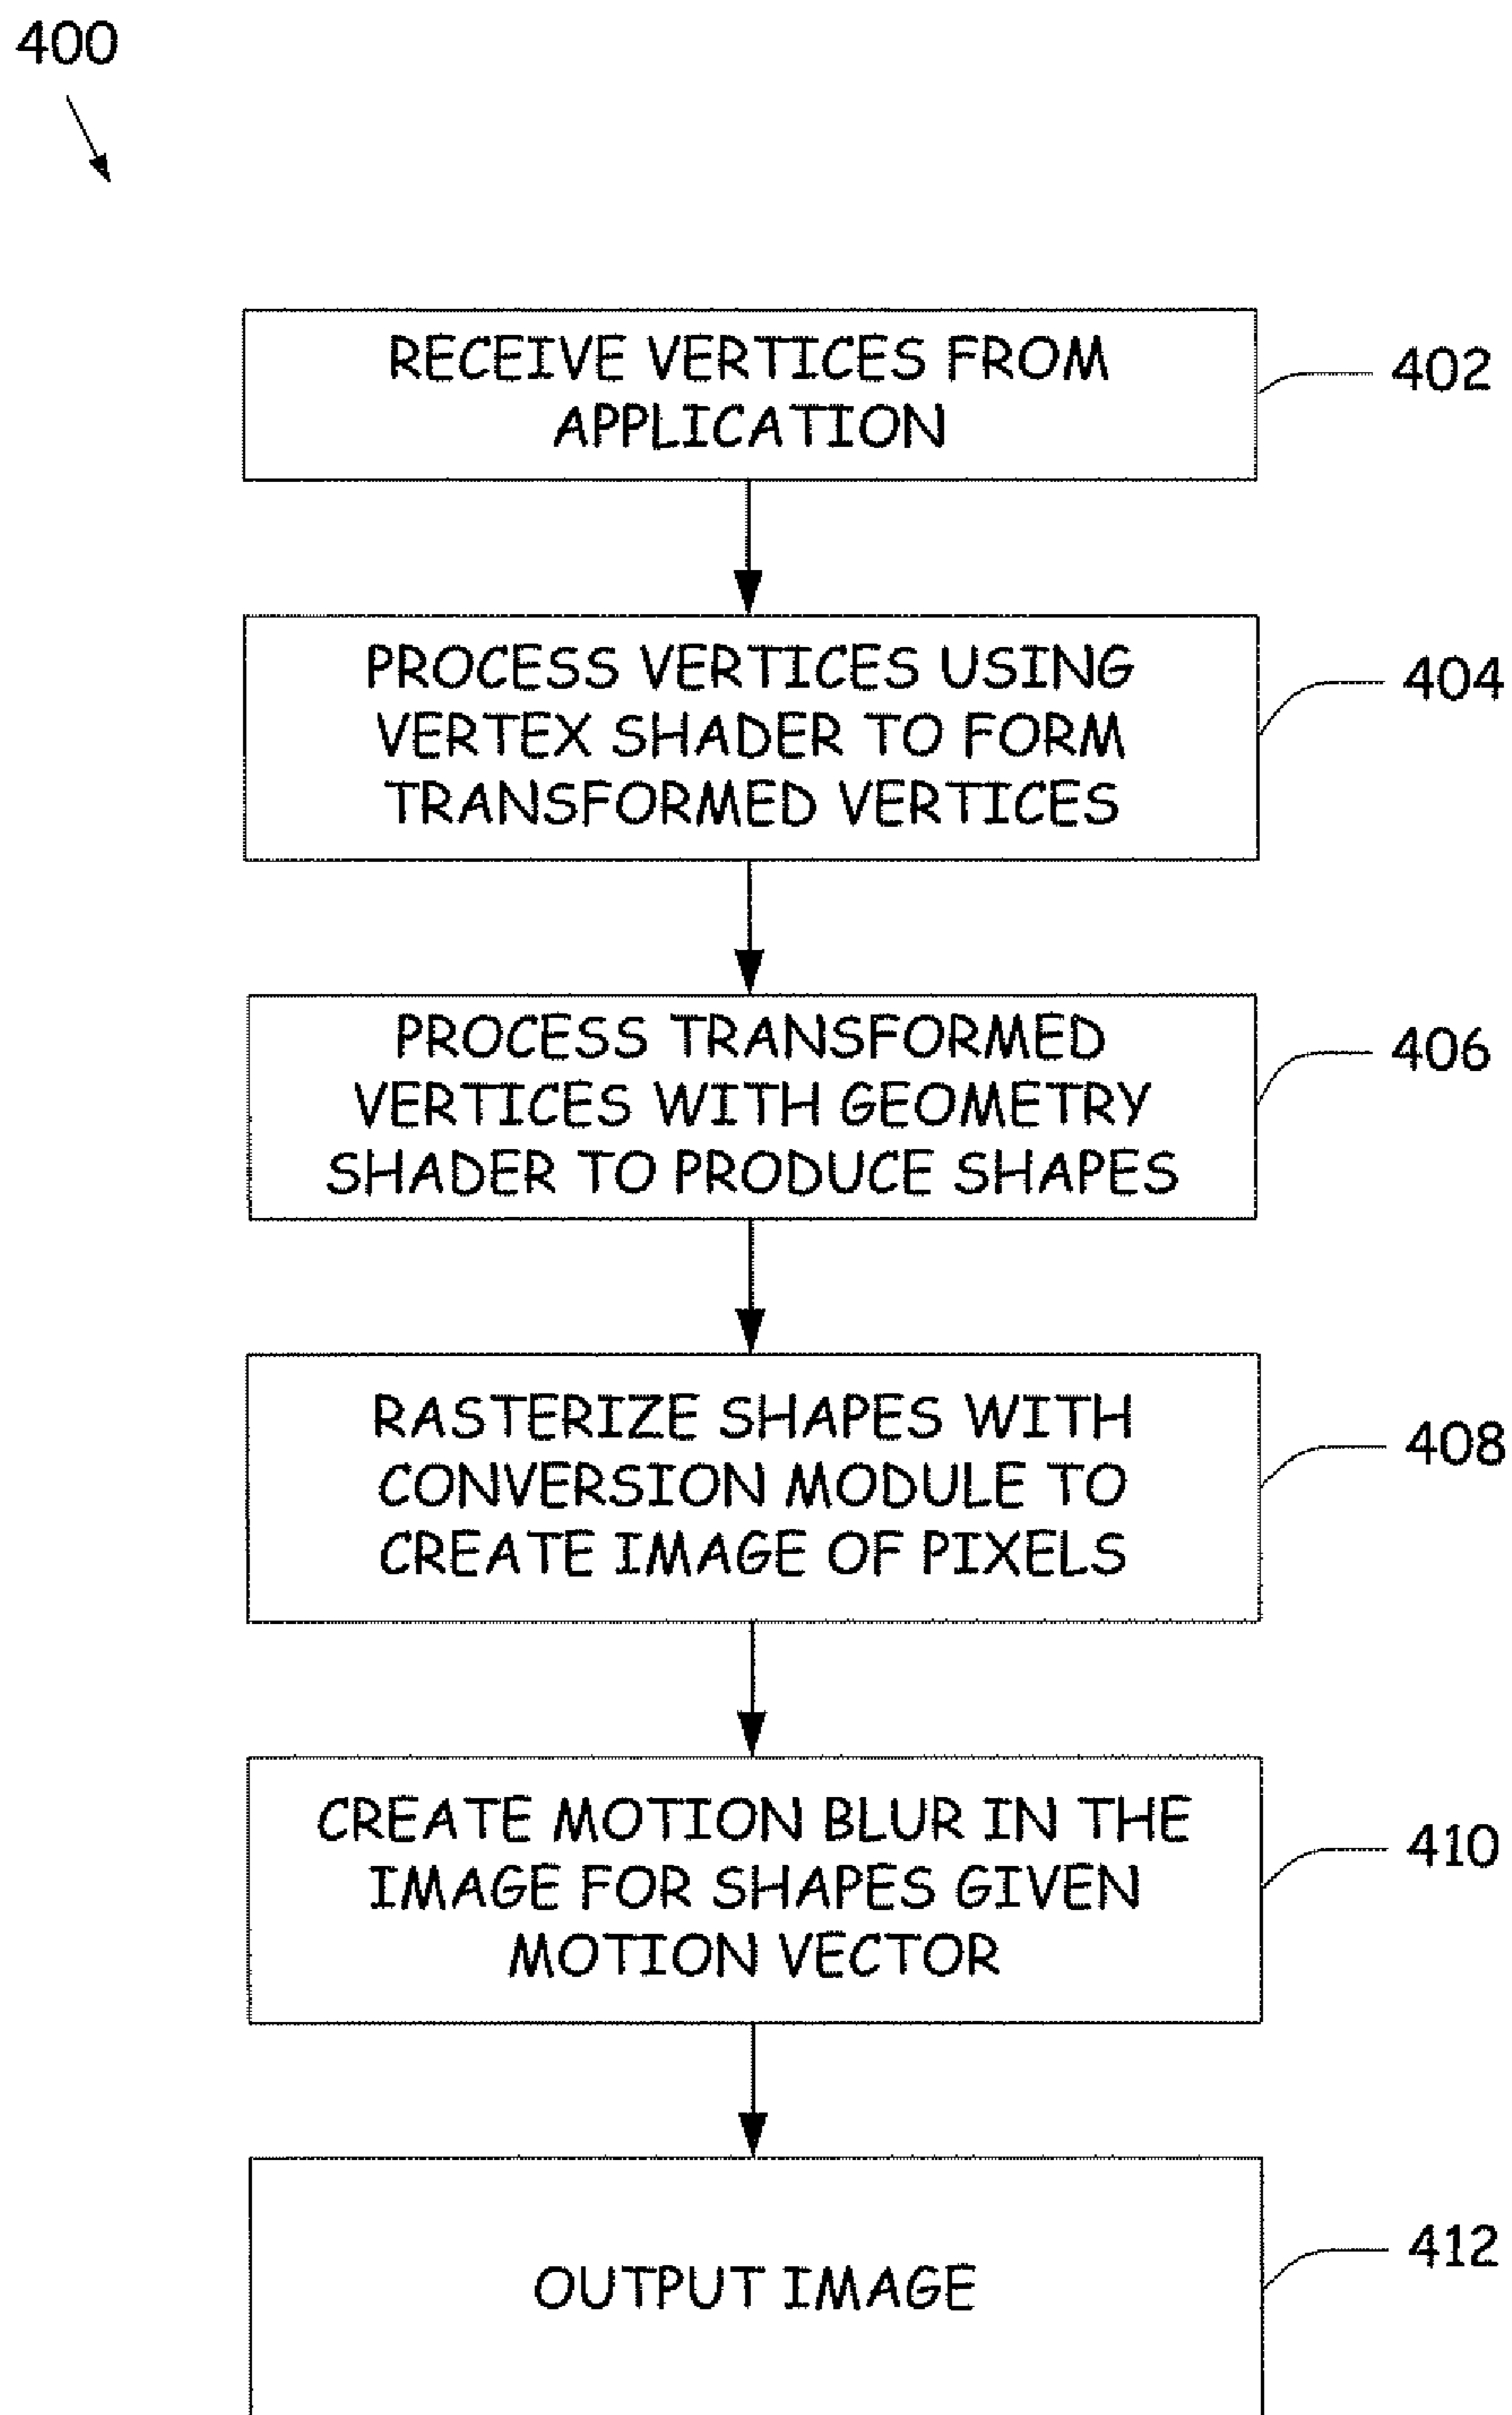 400
RECEIVE VERTICES FROM
APPLICATION
402
PROCESS VERTICES USING
VERTEX SHADER TO FORM
TRANSFORMED VERTICES
404
PROCESS TRANSFORMED
VERTICES WITH GEOMETRY
SHADER TO PRODUCE SHAPES
406
RASTERIZE SHAPES WITH
CONVERSION MODULE TO
CREATE IMAGE OF PIXELS
408
CREATE MOTION BLUR IN THE
IMAGE FOR SHAPES GIVEN
MOTION VECTOR
410
OUTPUT IMAGE
412